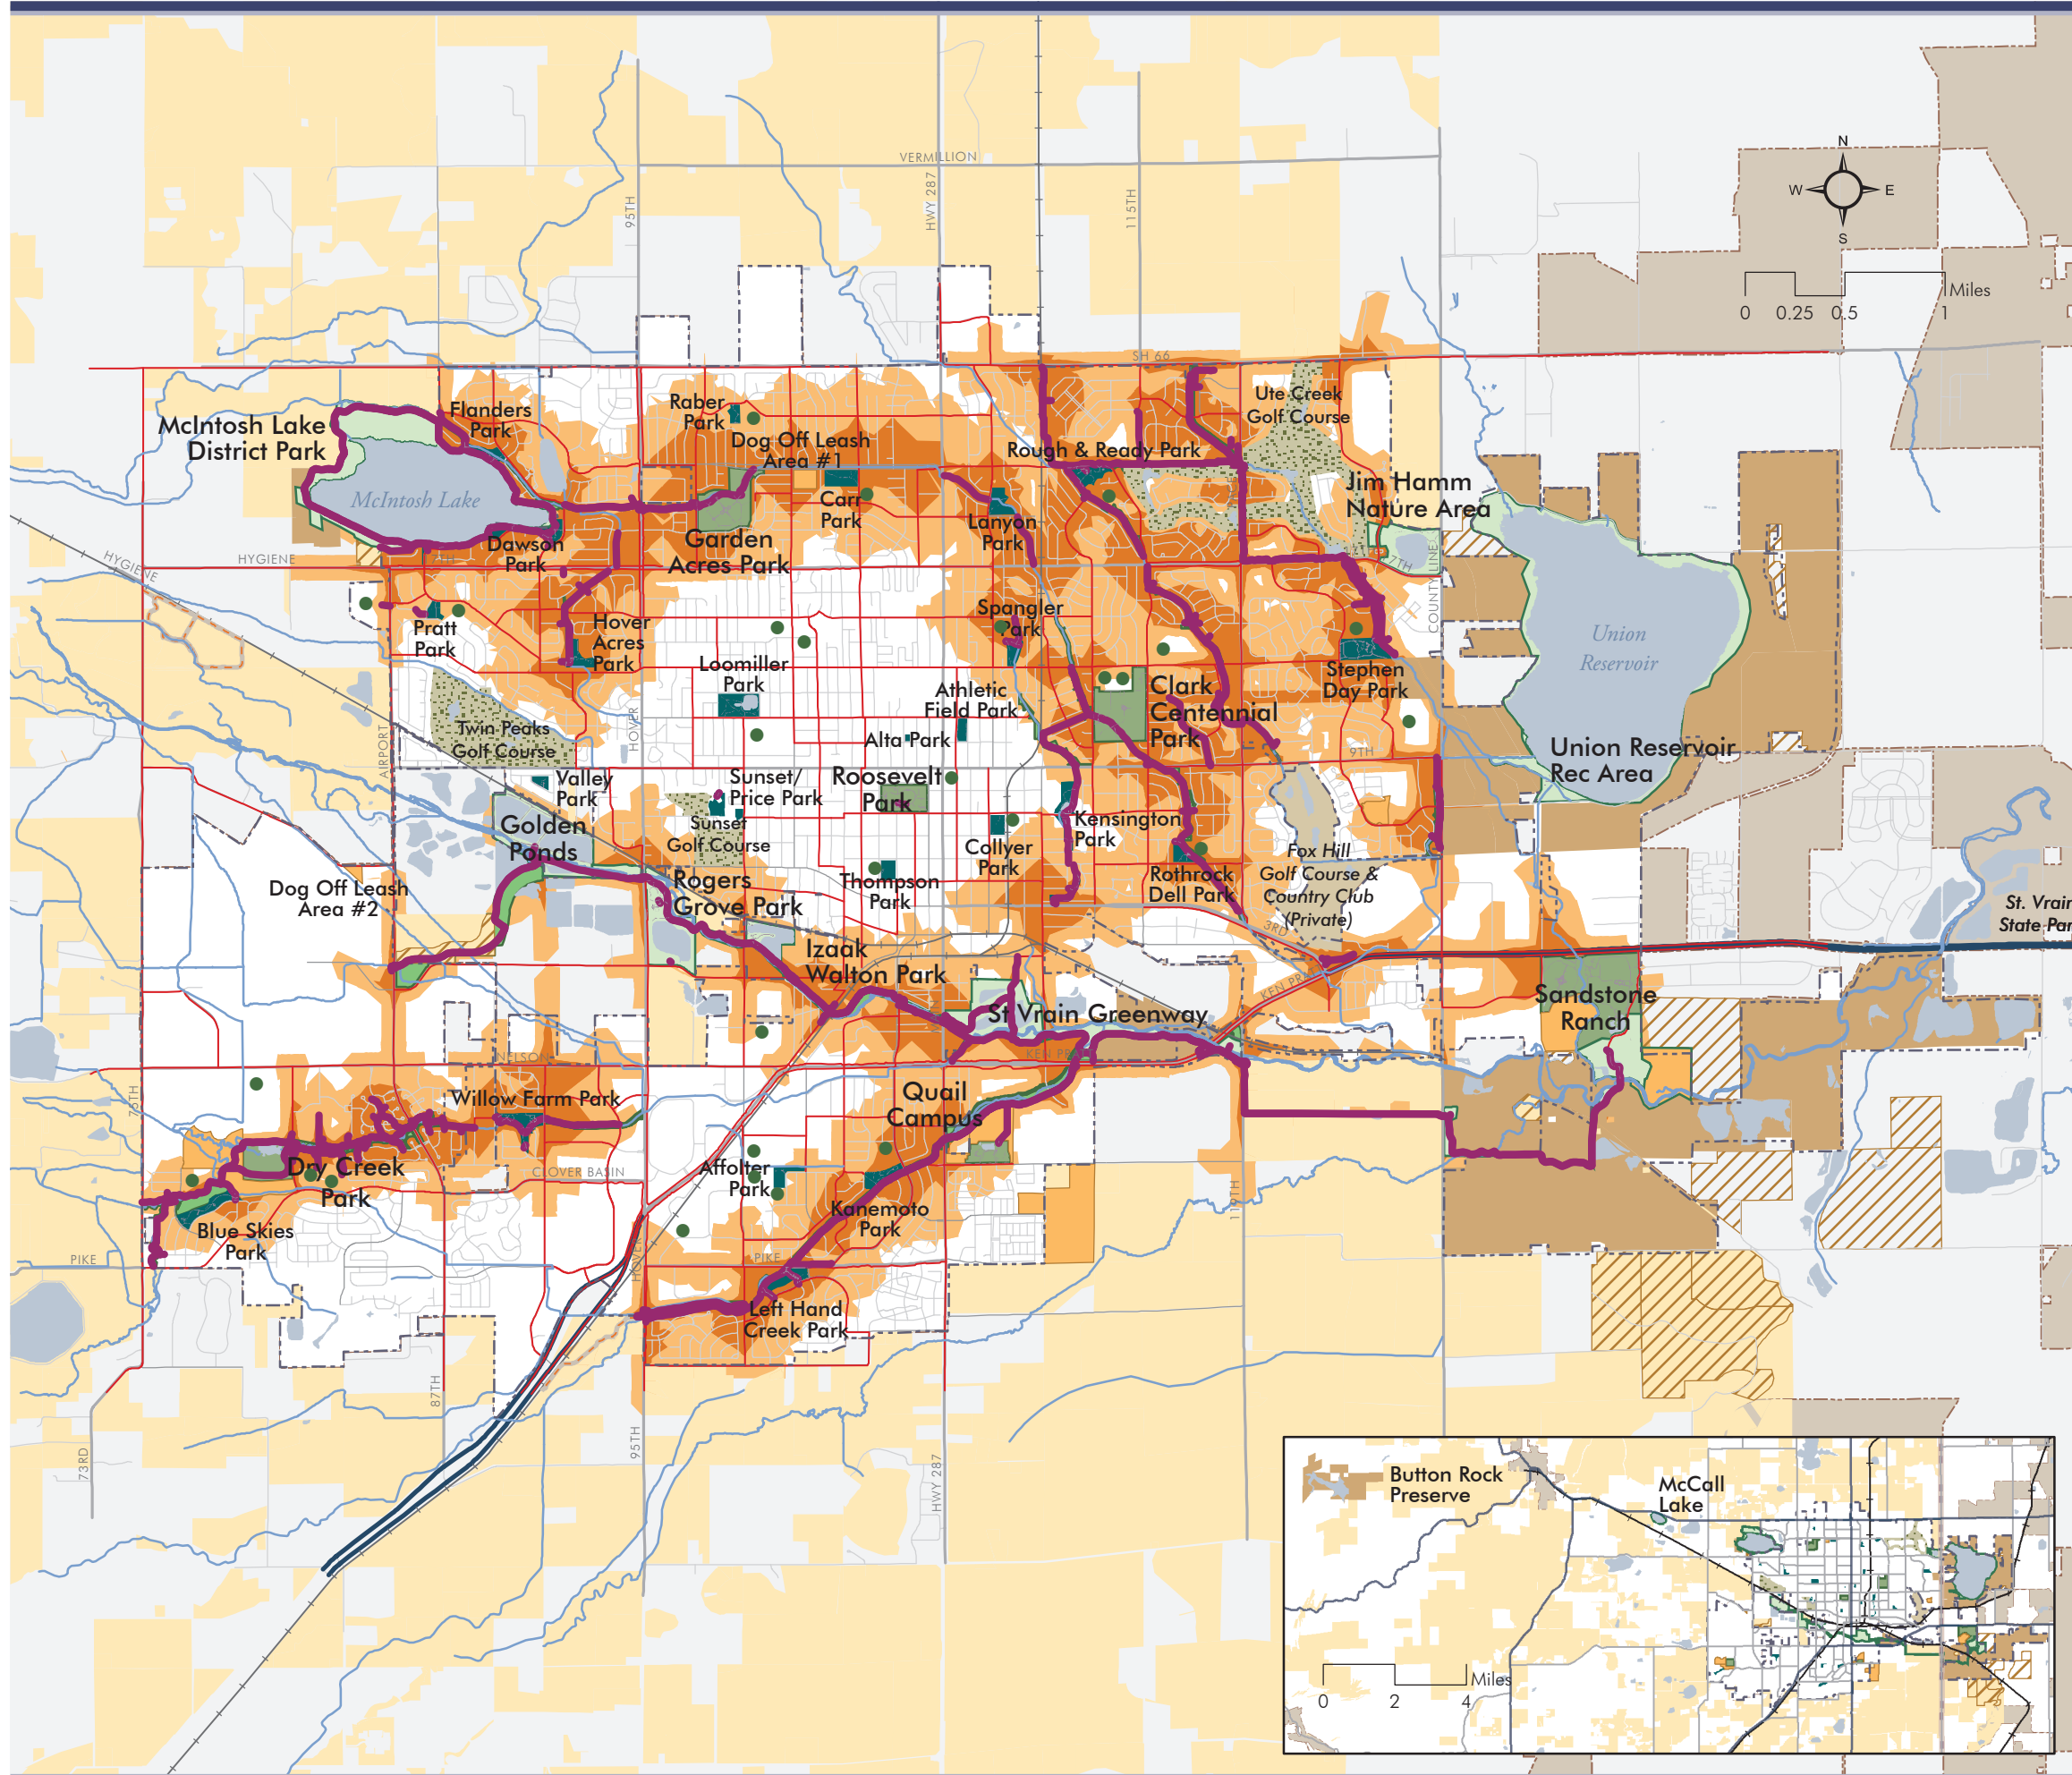 VERMILLION
95TH
HWY 287
115TH
N
W
E
S
Miles
0
0.25
0.5
1
SH 66
Ute Creek
Golf Course
Flanders
Park
Raber
Park
McIntosh Lake
District Park
Dog Off Leash
Area #1
Rough & Ready Park
McIntosh Lake
Carr
Park
Jim Hamm
Nature Area
Lanyon
Park
Dawson
Park
Garden
Acres Park
HYGIENE
HYGIENE
COUNTY LINE
Spangler
Park
Pratt
Park
Hover
Acres
Park
Union
Reservoir
Loomiller
Park
Stephen
Day Park
Athletic
Field Park
Clark
Centennial
Park
HOVER
Twin Peaks
Golf Course
Alta Park
AIRPORT
9TH
Union Reservoir
Rec Area
Valley
Park
Sunset/
Price Park
Roosevelt
Park
Golden
Ponds
Sunset
Golf Course
Kensington
Park
Collyer
Park
Fox Hill
Golf Course &
Country Club
(Private)
Dog Off Leash
Area #2
Rogers
Grove Park
Thompson
Park
Rothrock
Dell Park
3RD
St. Vrain
Izaak
Walton Park
Sandstone
Ranch
St Vrain Greenway
NELSON
75TH
Willow Farm Park
Quail
Campus
CLOVER BASIN
Dry Creek
Park
Affolter
Park
119TH
Kanemoto
Park
Blue Skies
Park
PIKE
PIKE
HOVER
Left Hand
Creek Park
87TH
73RD
95TH
HWY 287
Button Rock
Preserve
McCall
Lake
Miles
0
2
4